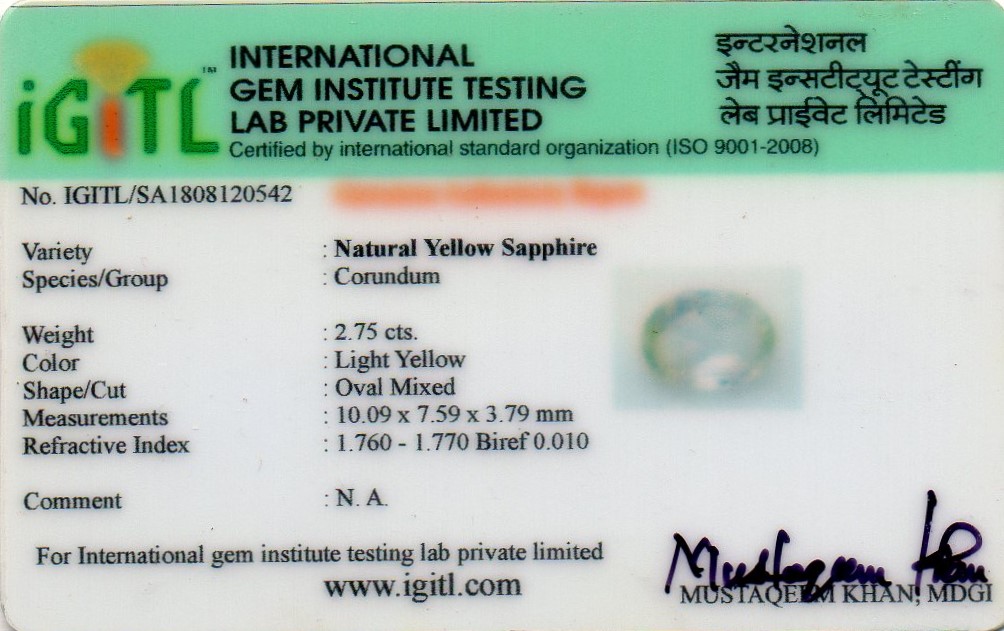 iGiTL™
INTERNATIONAL
GEM INSTITUTE TESTING
LAB PRIVATE LIMITED
Certified by international standard organization (ISO 9001-2008)
इन्टरनेशनल
जैम इन्सटीट्यूट टेस्टींग
लेब प्राईवेट लिमिटेड
No. IGITL/SA1808120542
Variety : Natural Yellow Sapphire
Species/Group : Corundum
Weight : 2.75 cts.
Color : Light Yellow
Shape/Cut : Oval Mixed
Measurements : 10.09 x 7.59 x 3.79 mm
Refractive Index : 1.760 - 1.770 Biref 0.010
Comment : N. A.
For International gem institute testing lab private limited
www.igitl.com
Mustaqeem Khan
MUSTAQEEM KHAN, MDGI